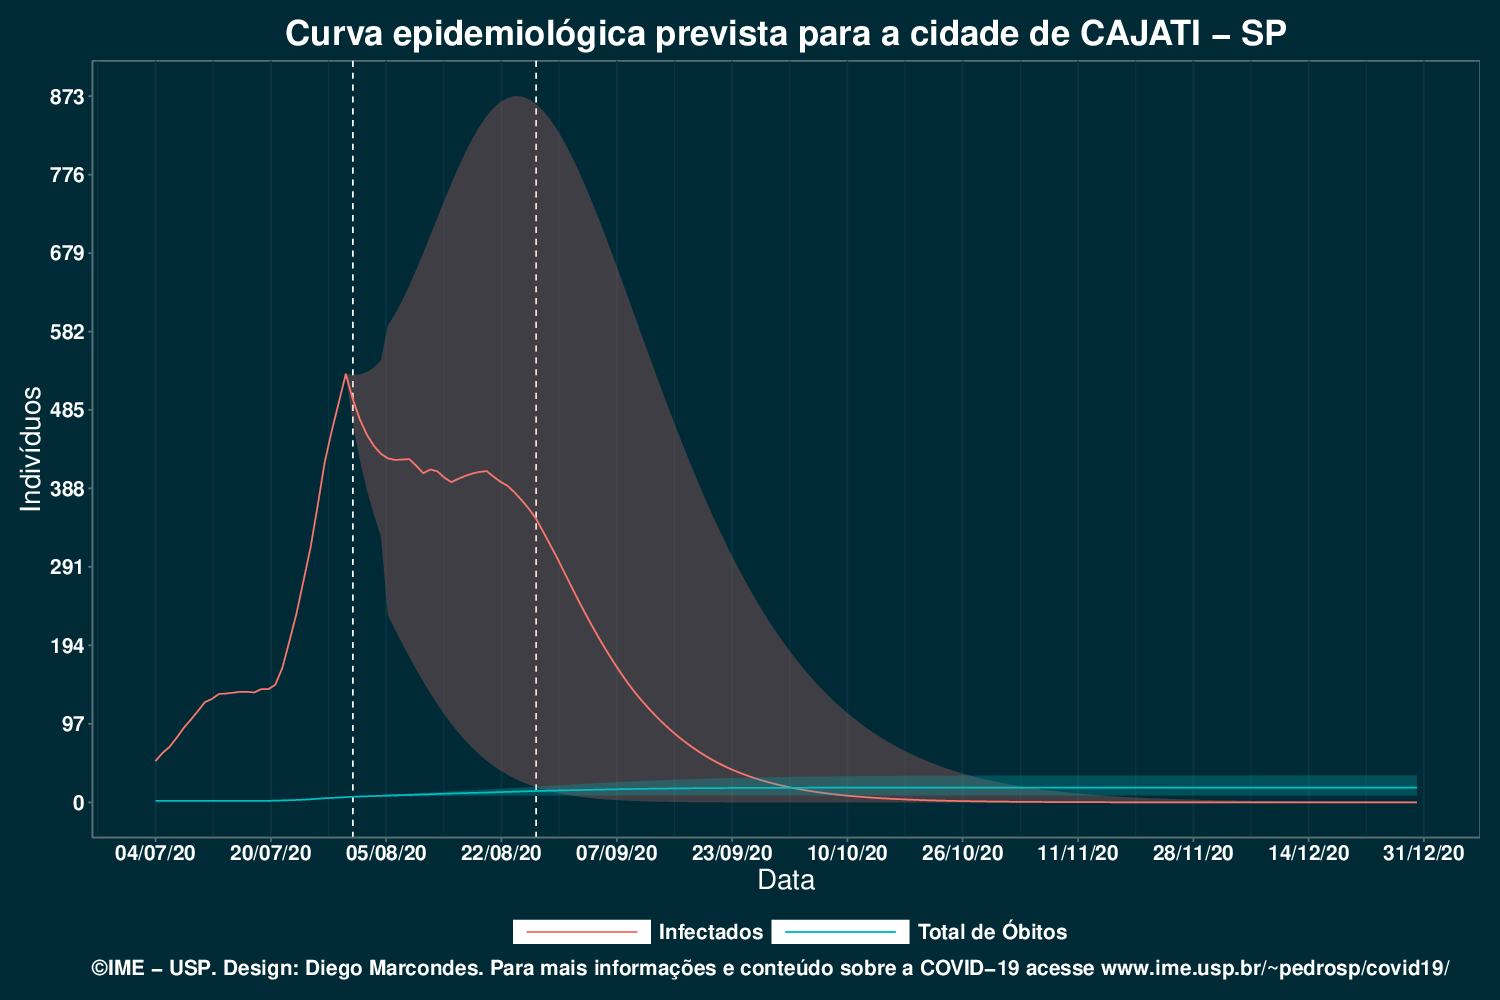 Curva epidemiológica prevista para a cidade de CAJATI – SP
Indivíduos
873
776
679
582
485
388
291
194
97
0
04/07/20 20/07/20 05/08/20 22/08/20 07/09/20 23/09/20 10/10/20 26/10/20 11/11/20 28/11/20 14/12/20 31/12/20
Data
Infectados Total de Óbitos
©IME – USP. Design: Diego Marcondes. Para mais informações e conteúdo sobre a COVID–19 acesse www.ime.usp.br/~pedrosp/covid19/